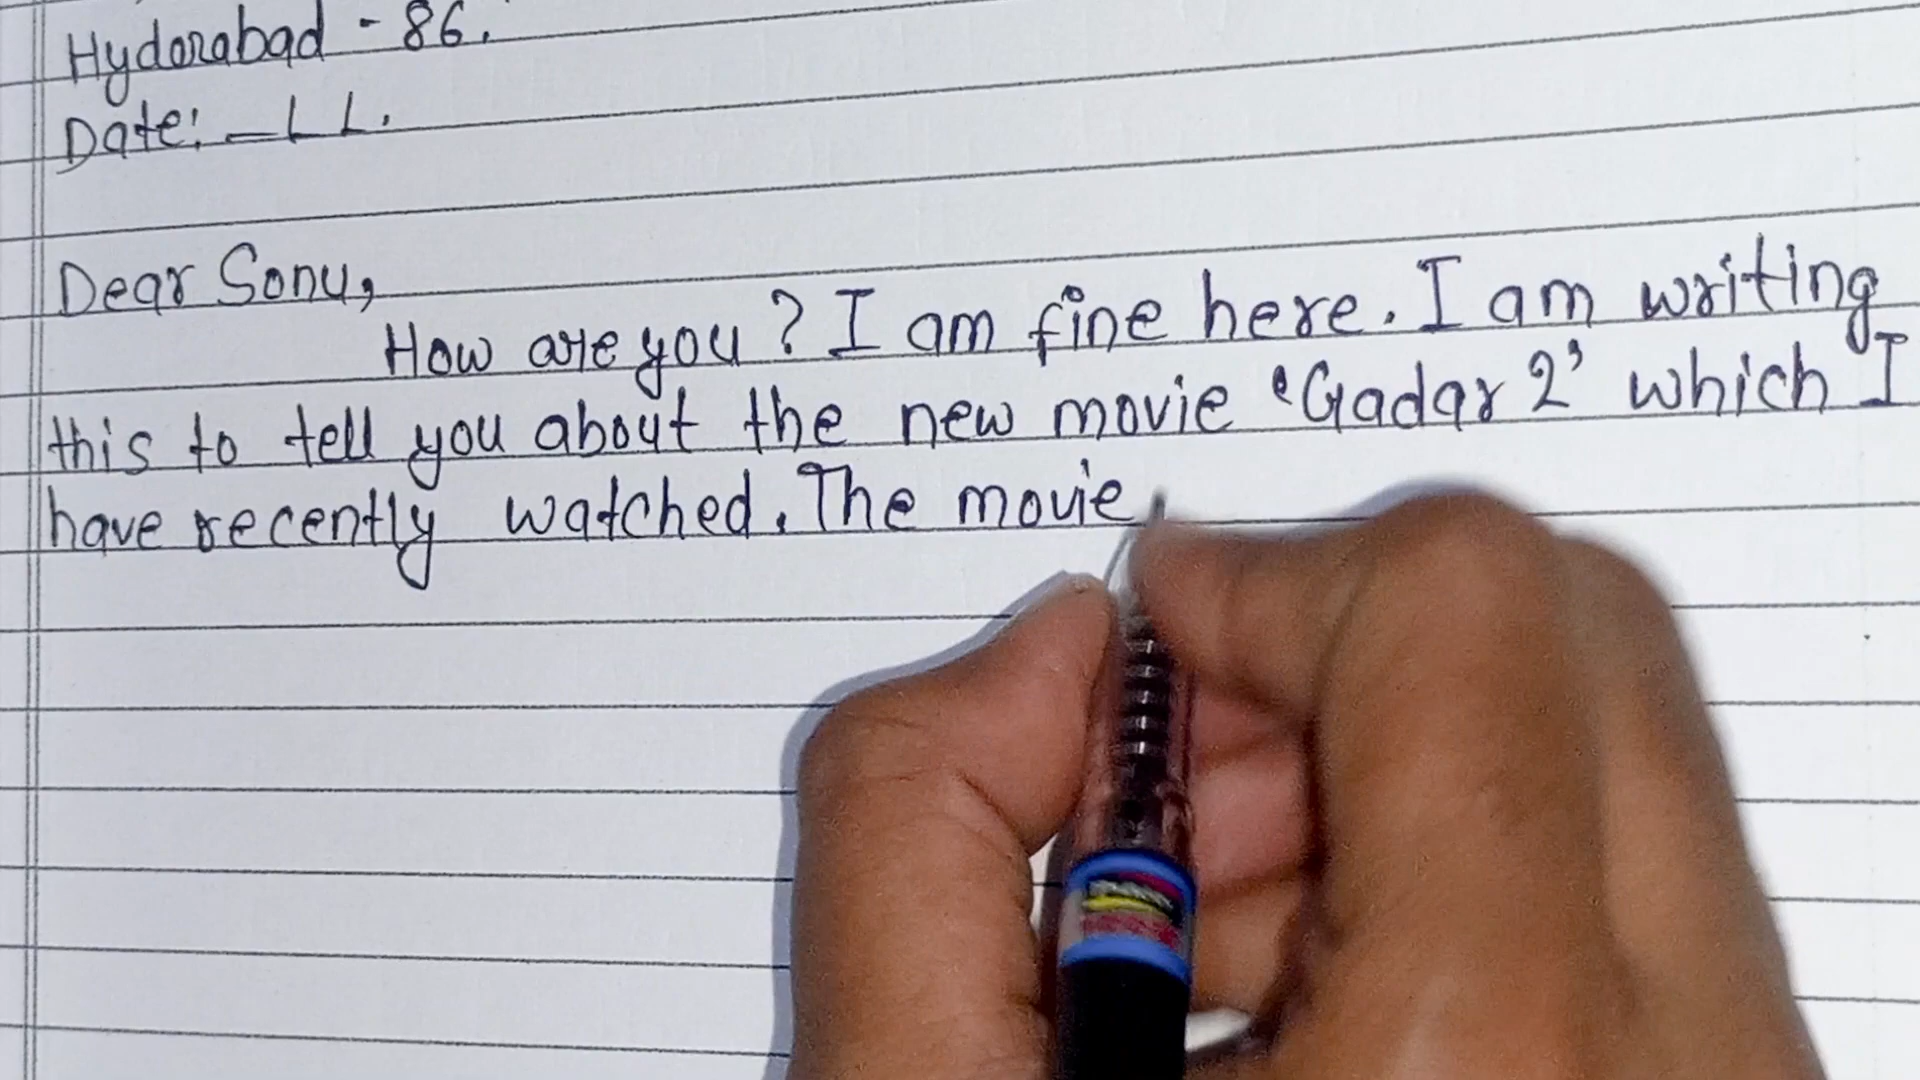 Hyderabad - 86.
Date: _ L L.
Dear Sonu,
How are you? I am fine here. I am writing
this to tell you about the new movie 'Gadar 2' which I
have recently watched. The movie